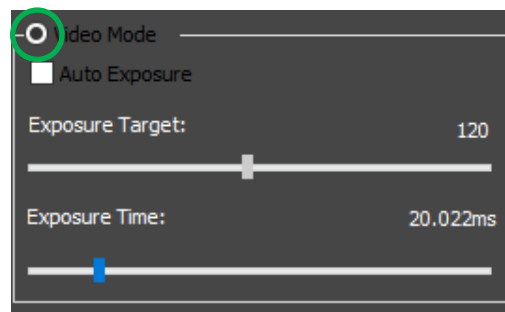 Video Mode
Auto Exposure
Exposure Target: 120
Exposure Time: 20.022ms